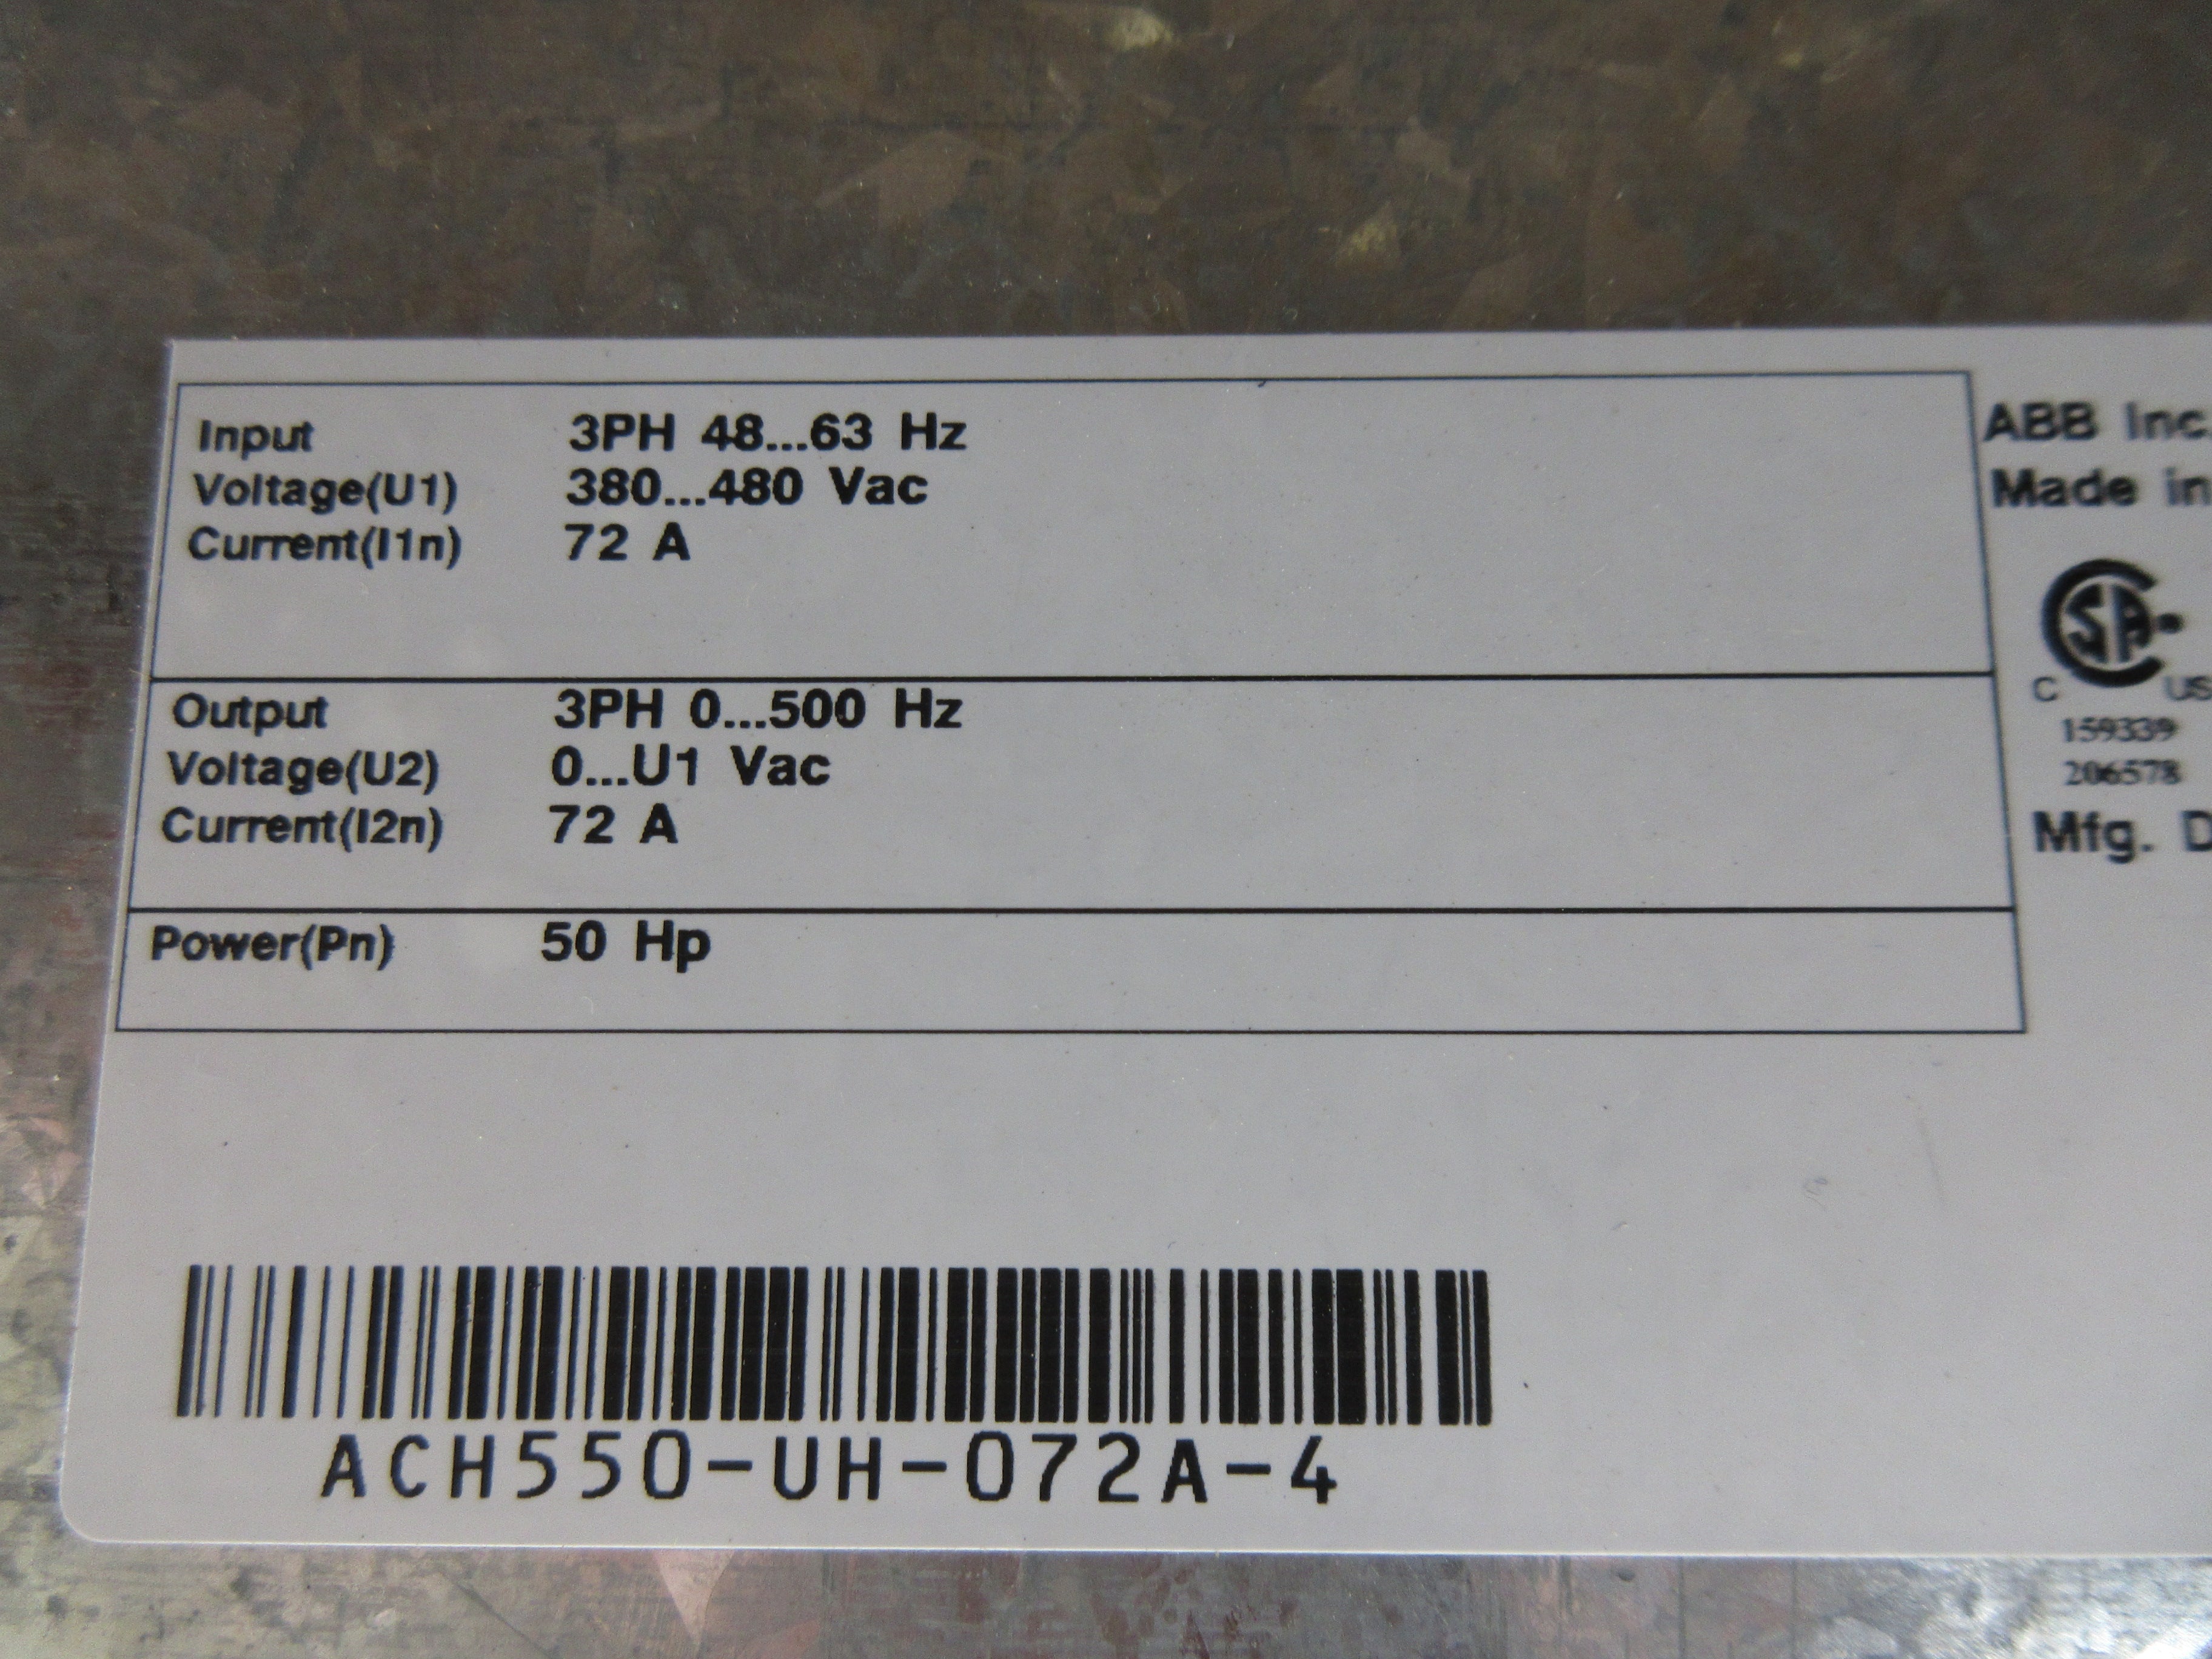 Input 3PH 48...63 Hz
Voltage(U1) 380...480 Vac
Current(I1n) 72 A
Output 3PH 0...500 Hz
Voltage(U2) 0...U1 Vac
Current(I2n) 72 A
Power(Pn) 50 Hp
ABB Inc.
Made in
CSA
C US
159339
206578
Mfg. D
ACH550-UH-072A-4